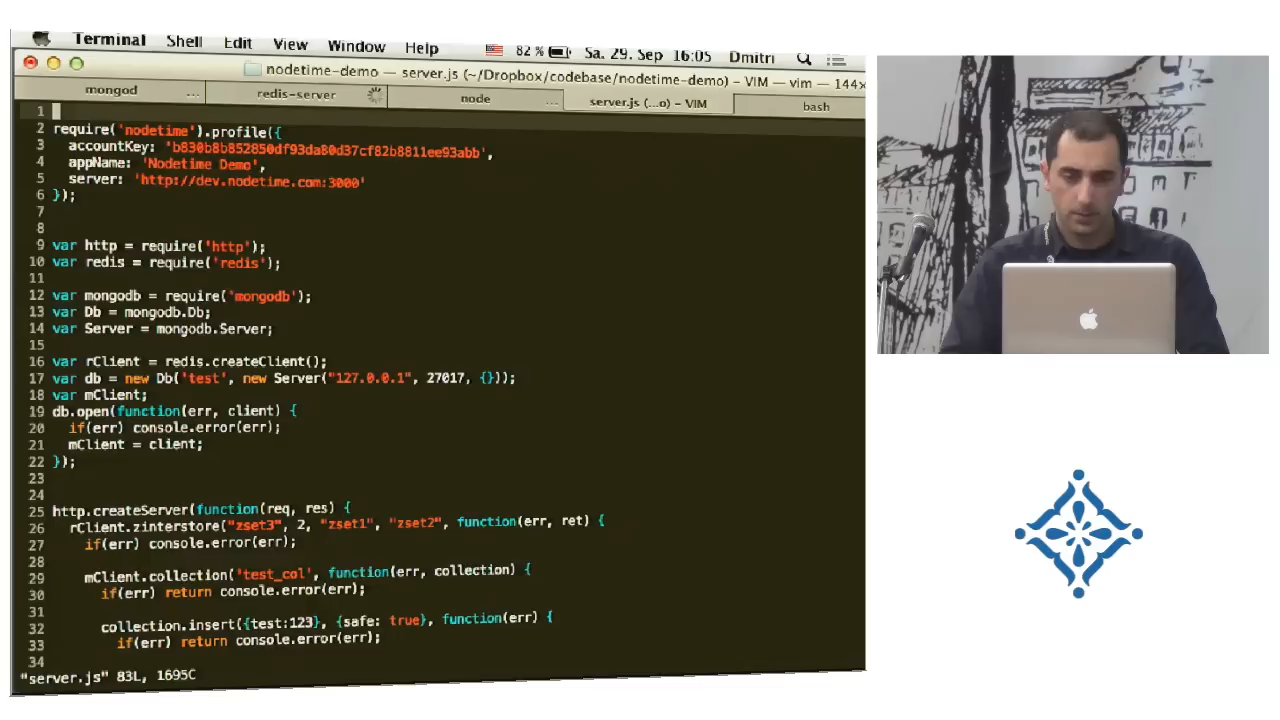 Terminal Shell Edit View Window Help 82 % Sa. 29. Sep 16:05 Dmitri
nodetime-demo — server.js (~/Dropbox/codebase/nodetime-demo) – VIM — vim — 144×
mongod ... redis-server node ... server.js (...o) – VIM bash
1
2 require('nodetime').profile({
3 accountKey: 'b830b8b852850df93da80d37cf82b8811ee93abb',
4 appName: 'Nodetime Demo',
5 server: 'http://dev.nodetime.com:3000'
6 });
7
8
9 var http = require('http');
10 var redis = require('redis');
11
12 var mongodb = require('mongodb');
13 var Db = mongodb.Db;
14 var Server = mongodb.Server;
15
16 var rClient = redis.createClient();
17 var db = new Db('test', new Server("127.0.0.1", 27017, {}));
18 var mClient;
19 db.open(function(err, client) {
20 if(err) console.error(err);
21 mClient = client;
22 });
23
24
25 http.createServer(function(req, res) {
26 rClient.zinterstore("zset3", 2, "zset1", "zset2", function(err, ret) {
27 if(err) console.error(err);
28
29 mClient.collection('test_col', function(err, collection) {
30 if(err) return console.error(err);
31
32 collection.insert({test:123}, {safe: true}, function(err) {
33 if(err) return console.error(err);
34
"server.js" 83L, 1695C